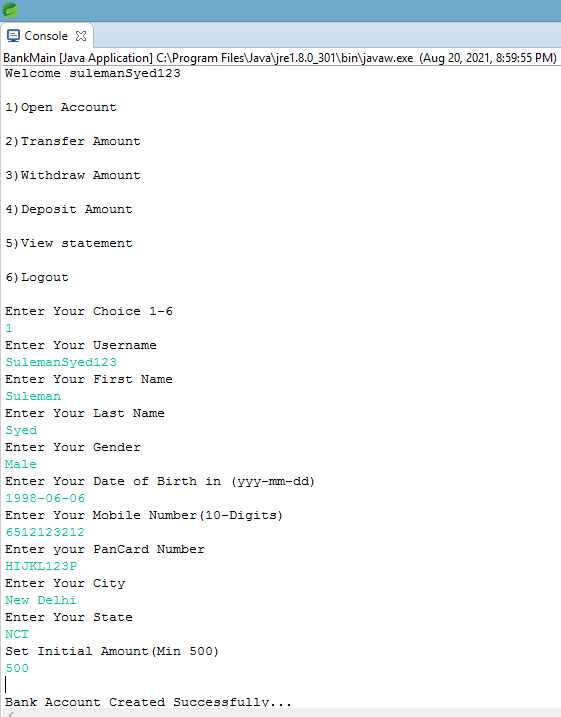 Console
BankMain [Java Application] C:\Program Files\Java\jre1.8.0_301\bin\javaw.exe (Aug 20, 2021, 8:59:55 PM)
Welcome sulemanSyed123
1)Open Account
2)Transfer Amount
3)Withdraw Amount
4)Deposit Amount
5)View statement
6)Logout
Enter Your Choice 1-6
1
Enter Your Username
SulemanSyed123
Enter Your First Name
Suleman
Enter Your Last Name
Syed
Enter Your Gender
Male
Enter Your Date of Birth in (yyy-mm-dd)
1998-06-06
Enter Your Mobile Number(10-Digits)
6512123212
Enter your PanCard Number
HIJKL123P
Enter Your City
New Delhi
Enter Your State
NCT
Set Initial Amount(Min 500)
500
Bank Account Created Successfully...